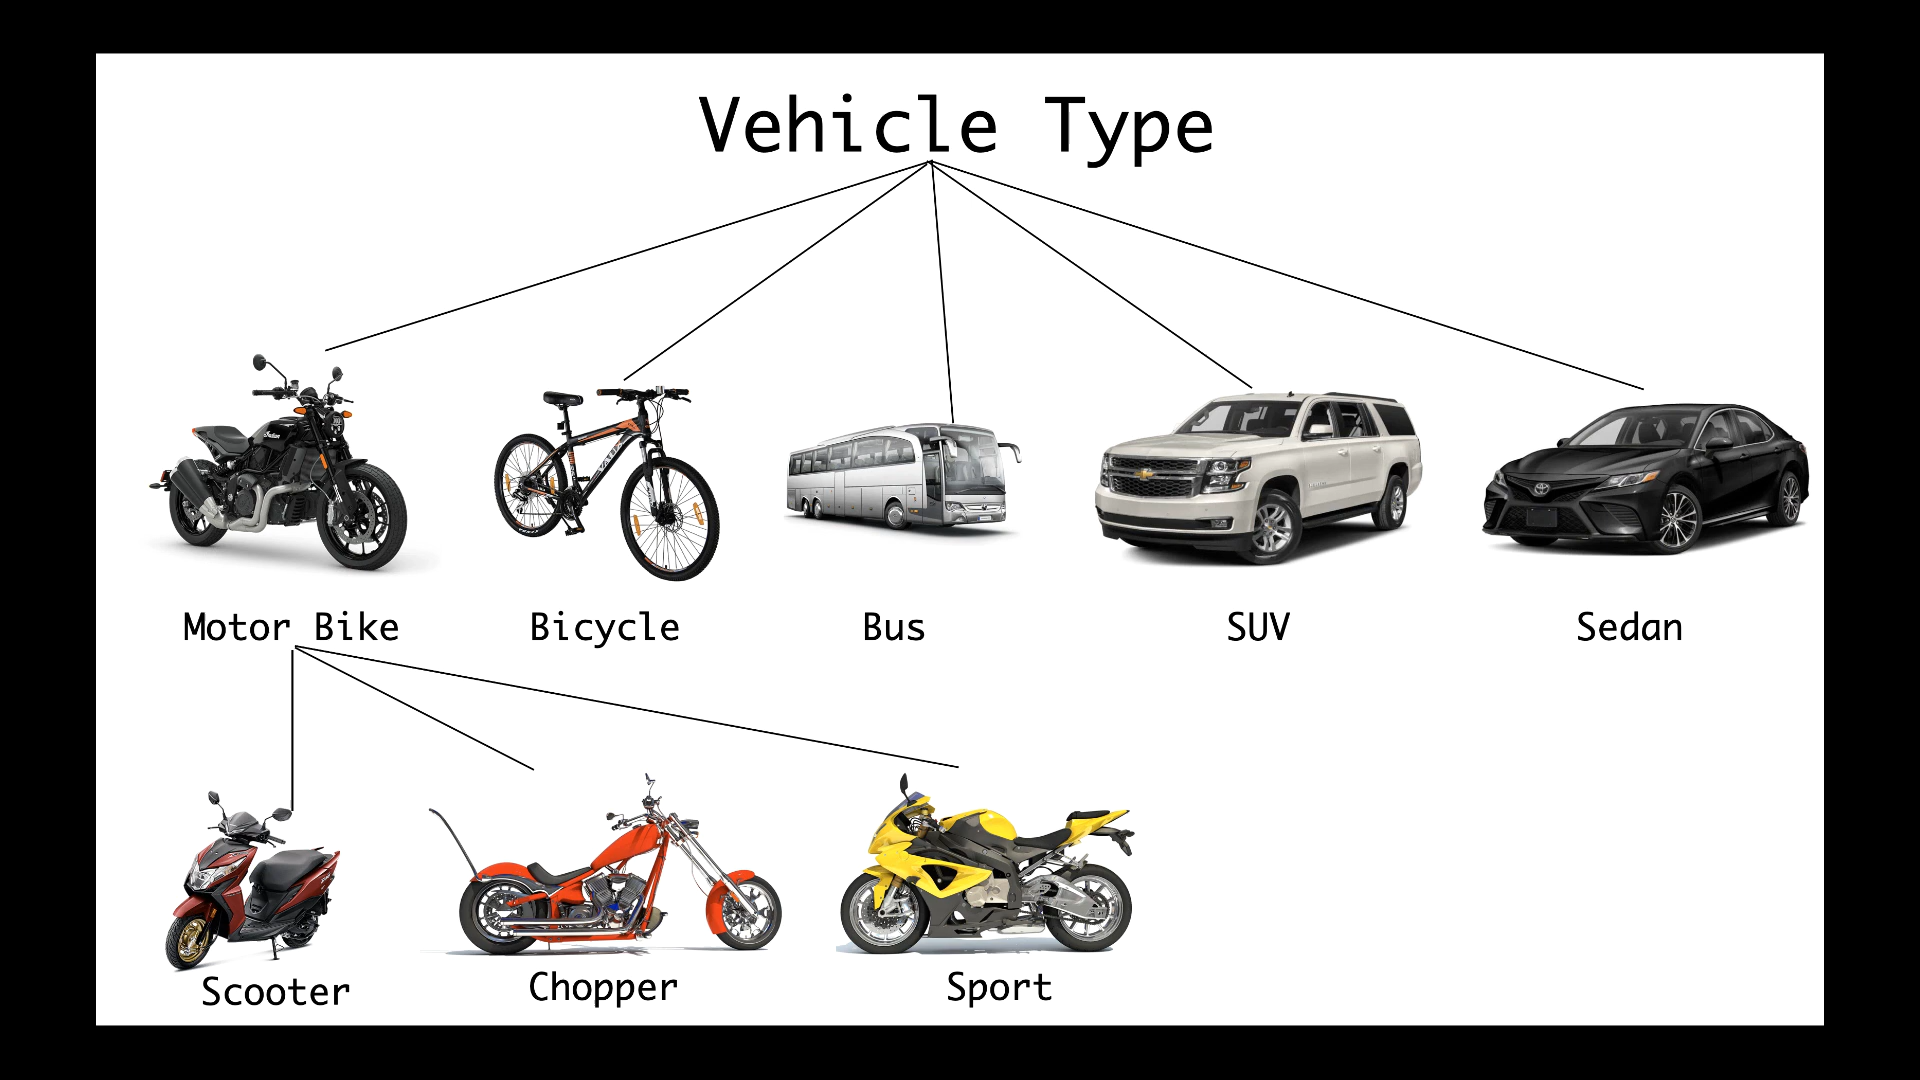 Vehicle Type
Motor Bike
Bicycle
Bus
SUV
Sedan
Scooter
Chopper
Sport